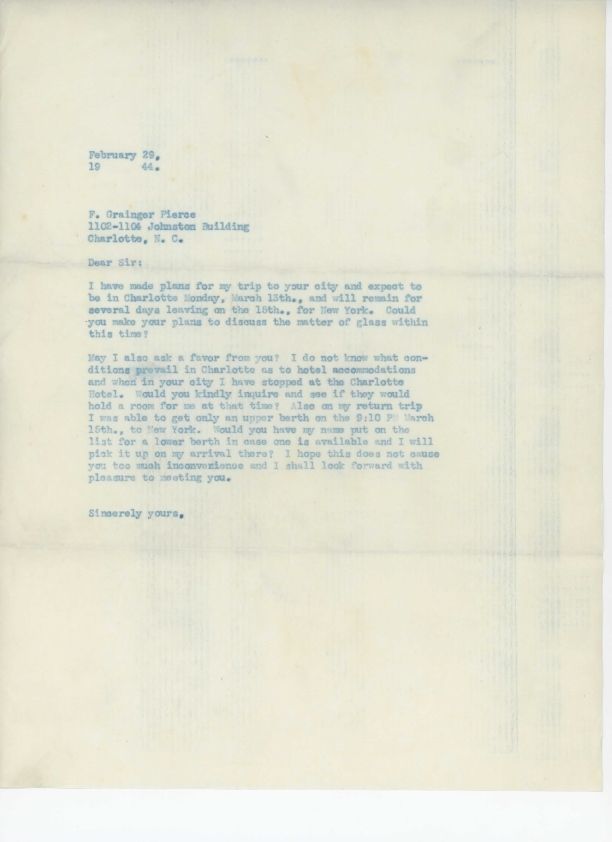 February 29,
19 44.
F. Grainger Pierce
1102-1104 Johnston Building
Charlotte, N. C.
Dear Sir:
I have made plans for my trip to your city and expect to
be in Charlotte Monday, March 13th., and will remain for
several days leaving on the 15th., for New York. Could
you make your plans to discuss the matter of glass within
this time?
May I also ask a favor from you? I do not know what con-
ditions prevail in Charlotte as to hotel accommodations
and when in your city I have stopped at the Charlotte
Hotel. Would you kindly inquire and see if they would
hold a room for me at that time? Also on my return trip
I was able to get only an upper berth on the 9:10 PM March
15th., to New York. Would you have my name put on the
list for a lower berth in case one is available and I will
pick it up on my arrival there? I hope this does not cause
you too much inconvenience and I shall look forward with
pleasure to meeting you.
Sincerely yours,